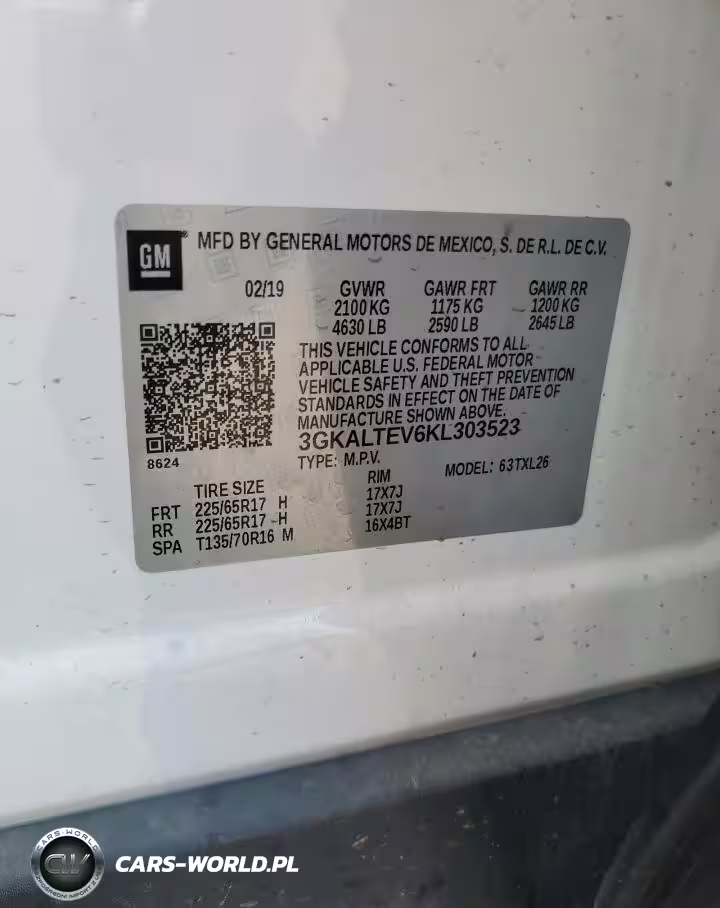 GM
MFD BY GENERAL MOTORS DE MEXICO, S. DE R.L. DE C.V.
02/19 GVWR GAWR FRT GAWR RR
2100 KG 1175 KG 1200 KG
4630 LB 2590 LB 2645 LB
THIS VEHICLE CONFORMS TO ALL
APPLICABLE U.S. FEDERAL MOTOR
VEHICLE SAFETY AND THEFT PREVENTION
STANDARDS IN EFFECT ON THE DATE OF
MANUFACTURE SHOWN ABOVE.
3GKALTEV6KL303523
8624
TYPE: M.P.V. MODEL: 63TXL26
TIRE SIZE RIM
FRT 225/65R17 H 17X7J
RR 225/65R17 H 17X7J
SPA T135/70R16 M 16X4BT
CARS-WORLD
CW
CARS-WORLD.PL